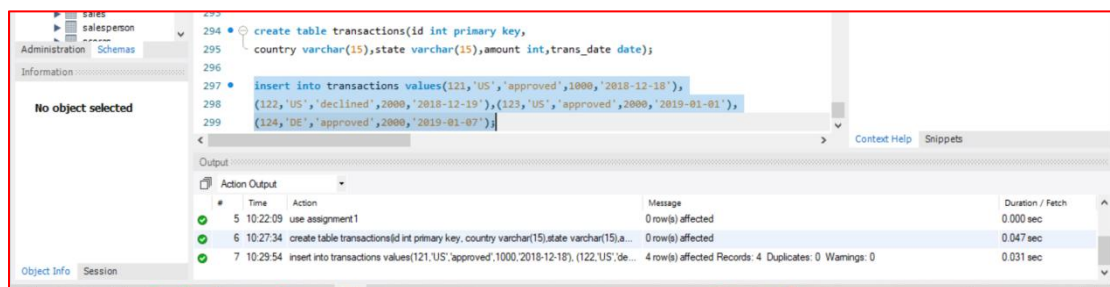 sales
salesperson
Administration Schemas
Information
No object selected
Object Info Session
293
294 create table transactions(id int primary key,
295 country varchar(15),state varchar(15),amount int,trans_date date);
296
297 insert into transactions values(121,'US','approved',1000,'2018-12-18'),
298 (122,'US','declined',2000,'2018-12-19'),(123,'US','approved',2000,'2019-01-01'),
299 (124,'DE','approved',2000,'2019-01-07');
Context Help Snippets
Output
Action Output
# Time Action Message Duration / Fetch
5 10:22:09 use assignment1 0 row(s) affected 0.000 sec
6 10:27:34 create table transactions(id int primary key, country varchar(15),state varchar(15),a... 0 row(s) affected 0.047 sec
7 10:29:54 insert into transactions values(121,'US','approved',1000,'2018-12-18'), (122,'US','de... 4 row(s) affected Records: 4 Duplicates: 0 Warnings: 0 0.031 sec